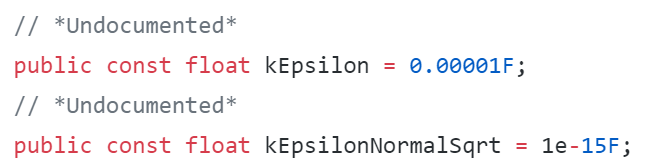 // *Undocumented*
public const float kEpsilon = 0.00001F;
// *Undocumented*
public const float kEpsilonNormalSqrt = 1e-15F;